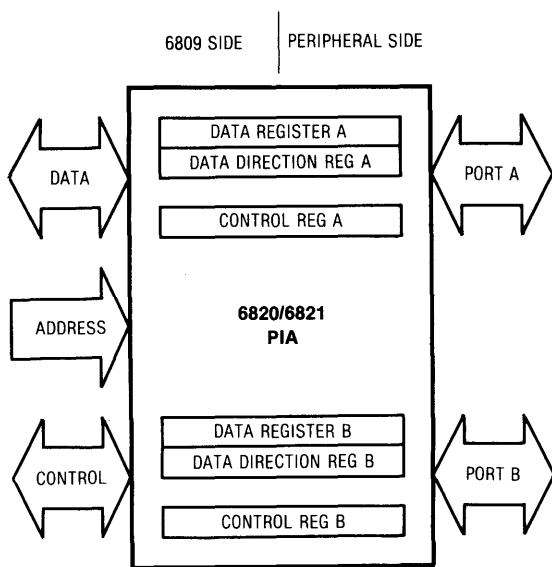 6809 SIDE
PERIPHERAL SIDE
DATA REGISTER A
DATA DIRECTION REG A
DATA
PORT A
CONTROL REG A
ADDRESS
6820/6821
PIA
DATA REGISTER B
DATA DIRECTION REG B
CONTROL
PORT B
CONTROL REG B